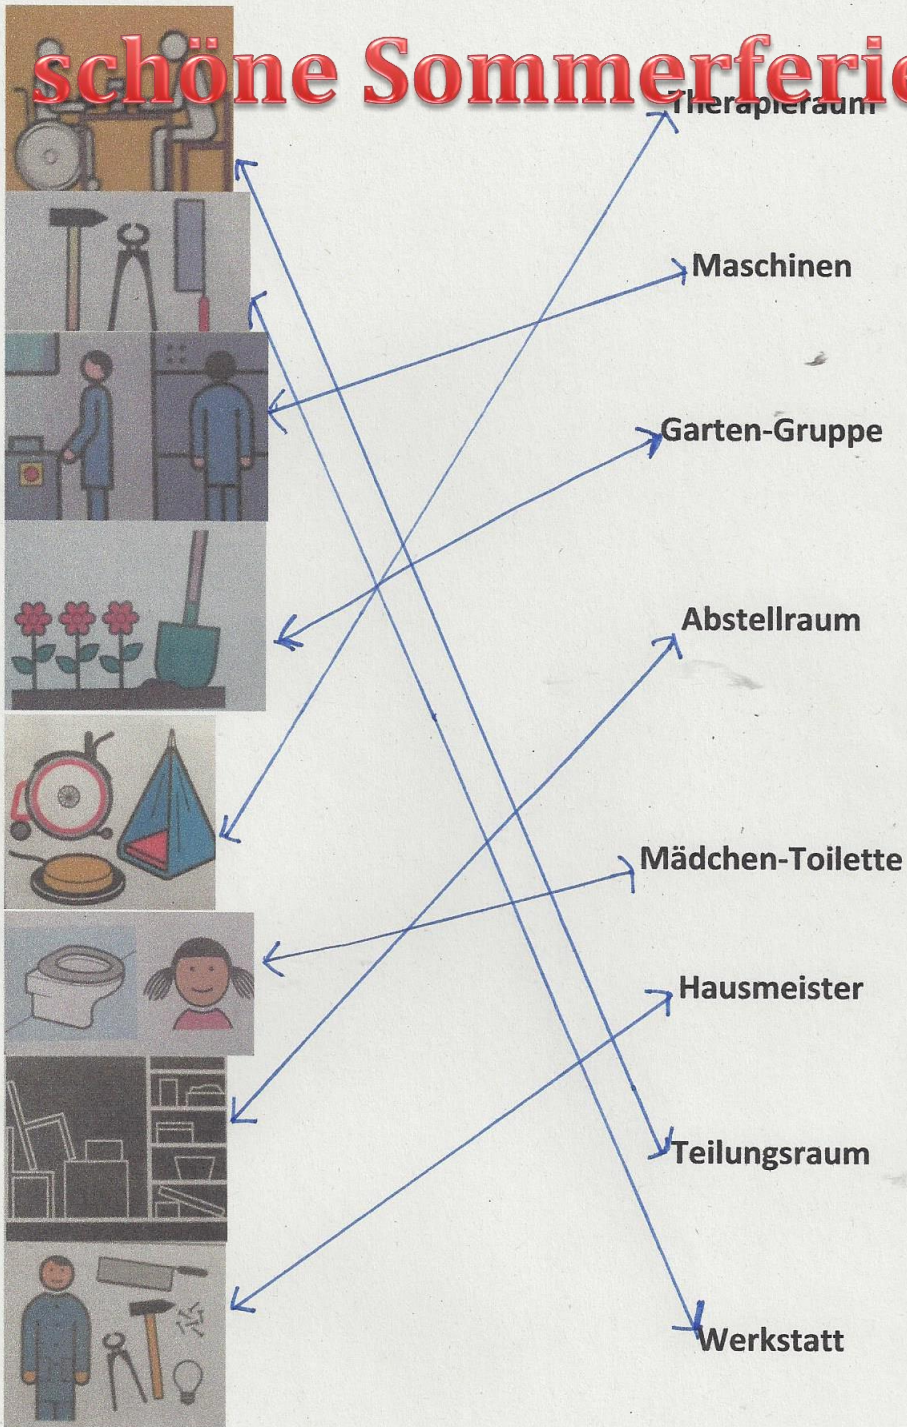 schöne Sommerferie
Therapieraum
Maschinen
Garten-Gruppe
Abstellraum
Mädchen-Toilette
Hausmeister
Teilungsraum
Werkstatt